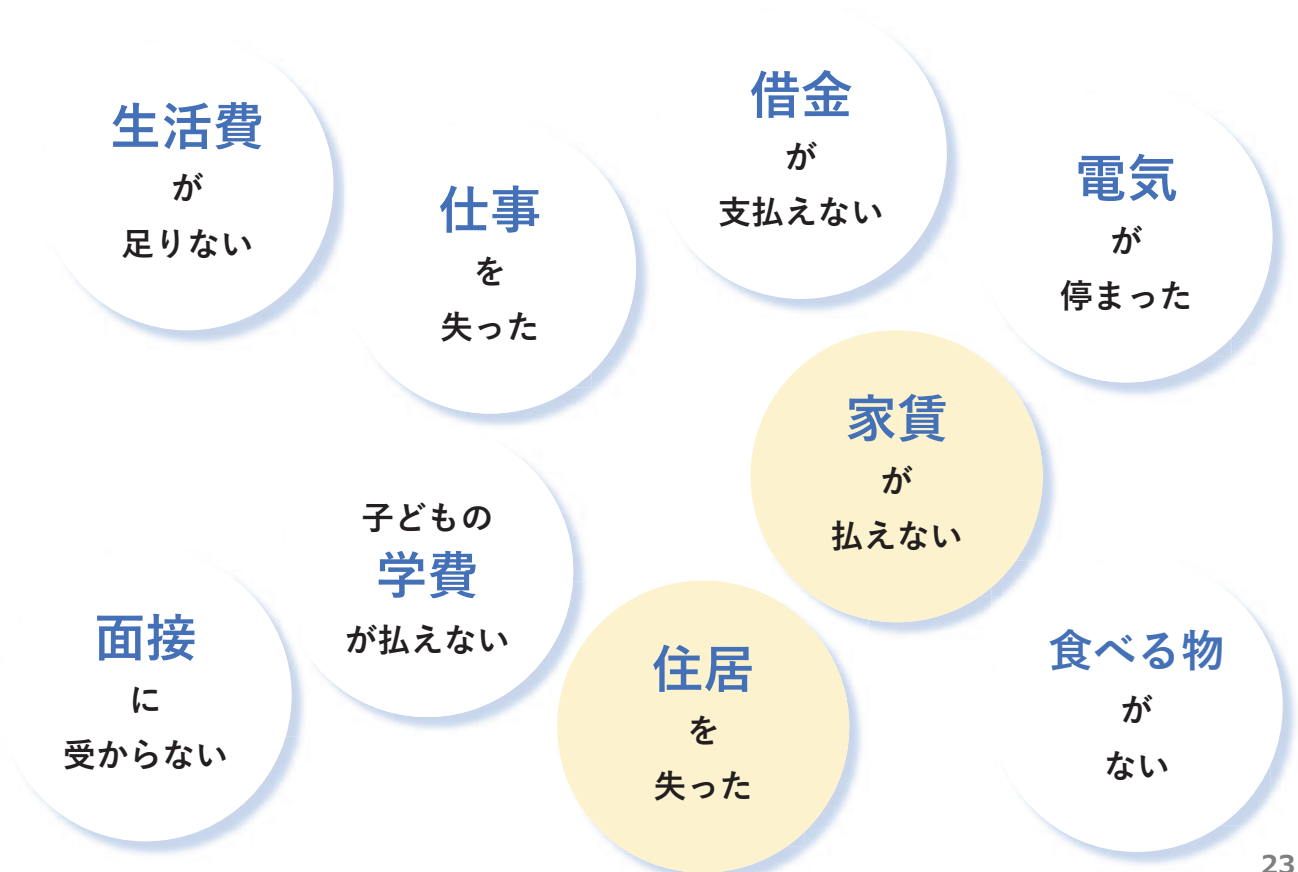 生活費
が
足りない
仕事
を
失った
借金
が
支払えない
電気
が
停まった
家賃
が
払えない
子どもの
学費
が払えない
面接
に
受からない
住居
を
失った
食べる物
が
ない
23